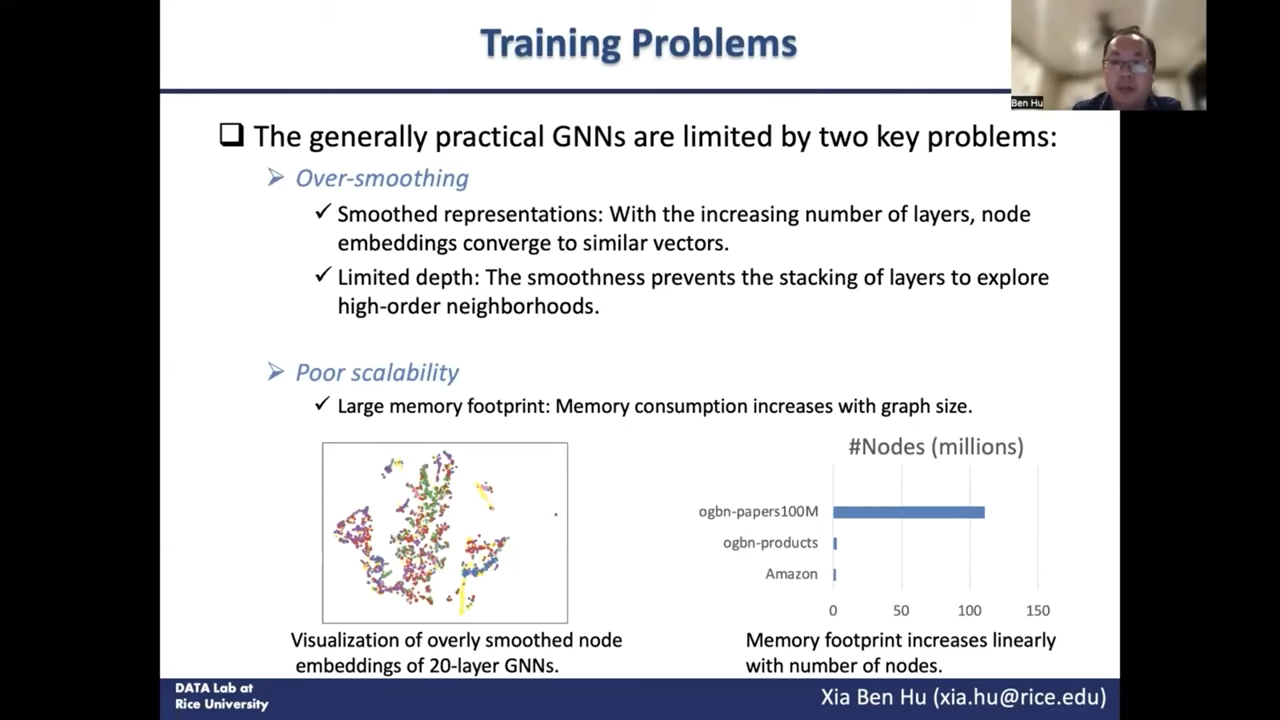 Training Problems
Ben Hu
The generally practical GNNs are limited by two key problems:
Over-smoothing
Smoothed representations: With the increasing number of layers, node
embeddings converge to similar vectors.
Limited depth: The smoothness prevents the stacking of layers to explore
high-order neighborhoods.
Poor scalability
Large memory footprint: Memory consumption increases with graph size.
#Nodes (millions)
ogbn-papers100M
ogbn-products
Amazon
0 50 100 150
Visualization of overly smoothed node
embeddings of 20-layer GNNs.
Memory footprint increases linearly
with number of nodes.
DATA Lab at
Rice University
Xia Ben Hu (xia.hu@rice.edu)